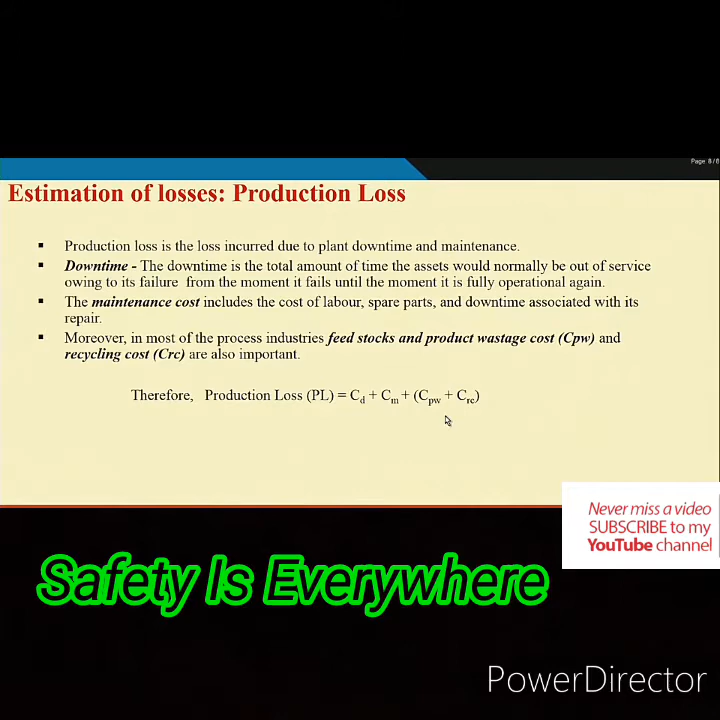 Page: 8 / 8
Estimation of losses: Production Loss
▪ Production loss is the loss incurred due to plant downtime and maintenance.
▪ Downtime - The downtime is the total amount of time the assets would normally be out of service
owing to its failure from the moment it fails until the moment it is fully operational again.
▪ The maintenance cost includes the cost of labour, spare parts, and downtime associated with its
repair.
▪ Moreover, in most of the process industries feed stocks and product wastage cost (Cpw) and
recycling cost (Crc) are also important.
Therefore, Production Loss (PL) = Cd + Cm + (Cpw + Crc)
Never miss a video
SUBSCRIBE to my
YouTube channel
Safety Is Everywhere
PowerDirector